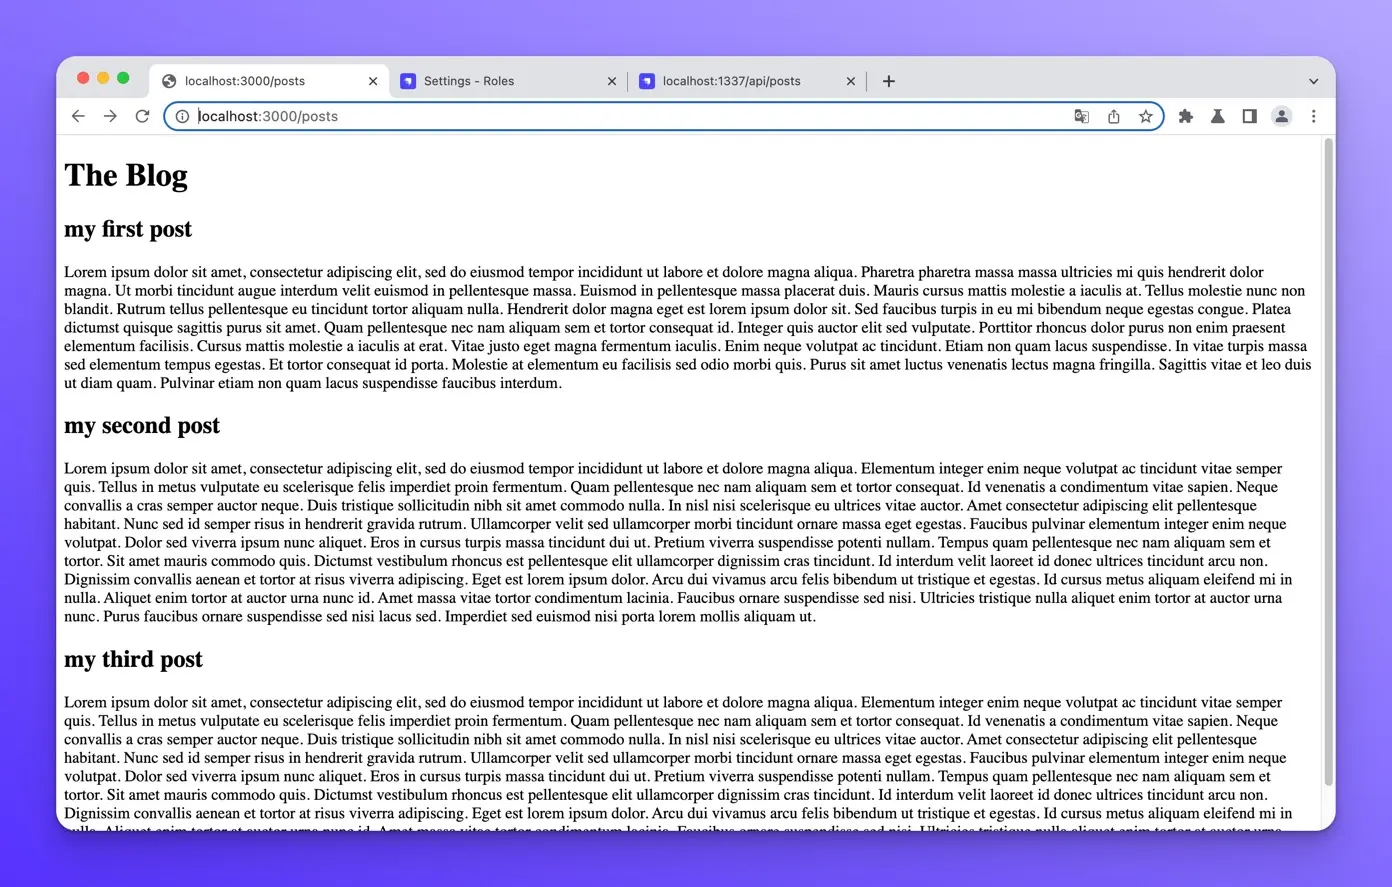 localhost:3000/posts
Settings - Roles
localhost:1337/api/posts
localhost:3000/posts
The Blog
my first post
Lorem ipsum dolor sit amet, consectetur adipiscing elit, sed do eiusmod tempor incididunt ut labore et dolore magna aliqua. Pharetra pharetra massa massa ultricies mi quis hendrerit dolor
magna. Ut morbi tincidunt augue interdum velit euismod in pellentesque massa. Euismod in pellentesque massa placerat duis. Mauris cursus mattis molestie a iaculis at. Tellus molestie nunc non
blandit. Rutrum tellus pellentesque eu tincidunt tortor aliquam nulla. Hendrerit dolor magna eget est lorem ipsum dolor sit. Sed faucibus turpis in eu mi bibendum neque egestas congue. Platea
dictumst quisque sagittis purus sit amet. Quam pellentesque nec nam aliquam sem et tortor consequat id. Integer quis auctor elit sed vulputate. Porttitor rhoncus dolor purus non enim praesent
elementum facilisis. Cursus mattis molestie a iaculis at erat. Vitae justo eget magna fermentum iaculis. Enim neque volutpat ac tincidunt. Etiam non quam lacus suspendisse. In vitae turpis massa
sed elementum tempus egestas. Et tortor consequat id porta. Molestie at elementum eu facilisis sed odio morbi quis. Purus sit amet luctus venenatis lectus magna fringilla. Sagittis vitae et leo duis
ut diam quam. Pulvinar etiam non quam lacus suspendisse faucibus interdum.
my second post
Lorem ipsum dolor sit amet, consectetur adipiscing elit, sed do eiusmod tempor incididunt ut labore et dolore magna aliqua. Elementum integer enim neque volutpat ac tincidunt vitae semper
quis. Tellus in metus vulputate eu scelerisque felis imperdiet proin fermentum. Quam pellentesque nec nam aliquam sem et tortor consequat. Id venenatis a condimentum vitae sapien. Neque
convallis a cras semper auctor neque. Duis tristique sollicitudin nibh sit amet commodo nulla. In nisl nisi scelerisque eu ultrices vitae auctor. Amet consectetur adipiscing elit pellentesque
habitant. Nunc sed id semper risus in hendrerit gravida rutrum. Ullamcorper velit sed ullamcorper morbi tincidunt ornare massa eget egestas. Faucibus pulvinar elementum integer enim neque
volutpat. Dolor sed viverra ipsum nunc aliquet. Eros in cursus turpis massa tincidunt dui ut. Pretium viverra suspendisse potenti nullam. Tempus quam pellentesque nec nam aliquam sem et
tortor. Sit amet mauris commodo quis. Dictumst vestibulum rhoncus est pellentesque elit ullamcorper dignissim cras tincidunt. Id interdum velit laoreet id donec ultrices tincidunt arcu non.
Dignissim convallis aenean et tortor at risus viverra adipiscing. Eget est lorem ipsum dolor. Arcu dui vivamus arcu felis bibendum ut tristique et egestas. Id cursus metus aliquam eleifend mi in
nulla. Aliquet enim tortor at auctor urna nunc id. Amet massa vitae tortor condimentum lacinia. Faucibus ornare suspendisse sed nisi. Ultricies tristique nulla aliquet enim tortor at auctor urna
nunc. Purus faucibus ornare suspendisse sed nisi lacus sed. Imperdiet sed euismod nisi porta lorem mollis aliquam ut.
my third post
Lorem ipsum dolor sit amet, consectetur adipiscing elit, sed do eiusmod tempor incididunt ut labore et dolore magna aliqua. Elementum integer enim neque volutpat ac tincidunt vitae semper
quis. Tellus in metus vulputate eu scelerisque felis imperdiet proin fermentum. Quam pellentesque nec nam aliquam sem et tortor consequat. Id venenatis a condimentum vitae sapien. Neque
convallis a cras semper auctor neque. Duis tristique sollicitudin nibh sit amet commodo nulla. In nisl nisi scelerisque eu ultrices vitae auctor. Amet consectetur adipiscing elit pellentesque
habitant. Nunc sed id semper risus in hendrerit gravida rutrum. Ullamcorper velit sed ullamcorper morbi tincidunt ornare massa eget egestas. Faucibus pulvinar elementum integer enim neque
volutpat. Dolor sed viverra ipsum nunc aliquet. Eros in cursus turpis massa tincidunt dui ut. Pretium viverra suspendisse potenti nullam. Tempus quam pellentesque nec nam aliquam sem et
tortor. Sit amet mauris commodo quis. Dictumst vestibulum rhoncus est pellentesque elit ullamcorper dignissim cras tincidunt. Id interdum velit laoreet id donec ultrices tincidunt arcu non.
Dignissim convallis aenean et tortor at risus viverra adipiscing. Eget est lorem ipsum dolor. Arcu dui vivamus arcu felis bibendum ut tristique et egestas. Id cursus metus aliquam eleifend mi in